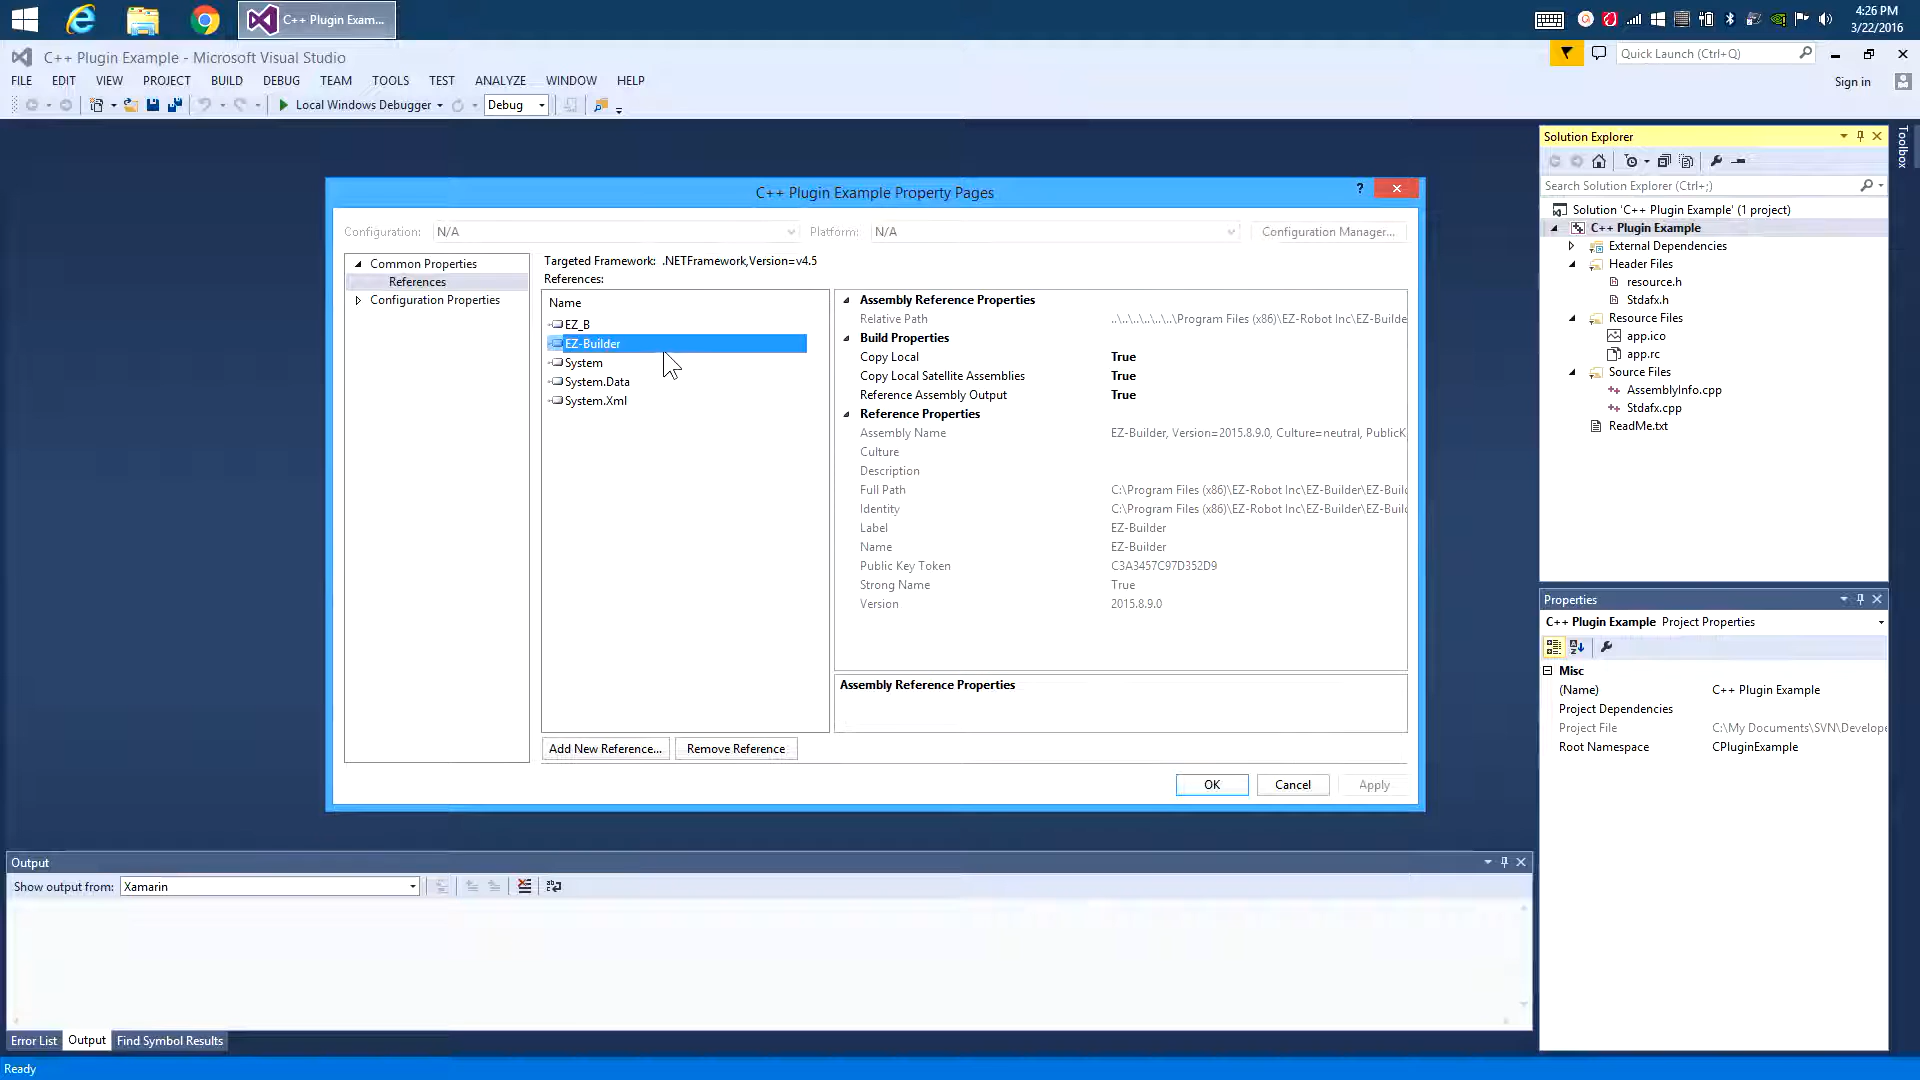 C++ Plugin Exam...
4:26 PM
3/22/2016
C++ Plugin Example - Microsoft Visual Studio
Quick Launch (Ctrl+Q)
FILE EDIT VIEW PROJECT BUILD DEBUG TEAM TOOLS TEST ANALYZE WINDOW HELP
Sign in
Local Windows Debugger
Debug
C++ Plugin Example Property Pages
?
Configuration: N/A
Platform: N/A
Configuration Manager...
Common Properties
References
Configuration Properties
Targeted Framework: .NETFramework,Version=v4.5
References:
Name
EZ_B
EZ-Builder
System
System.Data
System.Xml
Assembly Reference Properties
Relative Path ..\..\..\..\..\..\Program Files (x86)\EZ-Robot Inc\EZ-Builde
Build Properties
Copy Local True
Copy Local Satellite Assemblies True
Reference Assembly Output True
Reference Properties
Assembly Name EZ-Builder, Version=2015.8.9.0, Culture=neutral, PublicK
Culture
Description
Full Path C:\Program Files (x86)\EZ-Robot Inc\EZ-Builder\EZ-Builc
Identity C:\Program Files (x86)\EZ-Robot Inc\EZ-Builder\EZ-Builc
Label EZ-Builder
Name EZ-Builder
Public Key Token C3A3457C97D352D9
Strong Name True
Version 2015.8.9.0
Assembly Reference Properties
Add New Reference...
Remove Reference
OK
Cancel
Apply
Solution Explorer
Toolbox
Search Solution Explorer (Ctrl+;)
Solution 'C++ Plugin Example' (1 project)
C++ Plugin Example
External Dependencies
Header Files
resource.h
Stdafx.h
Resource Files
app.ico
app.rc
Source Files
AssemblyInfo.cpp
Stdafx.cpp
ReadMe.txt
Properties
C++ Plugin Example Project Properties
Misc
(Name) C++ Plugin Example
Project Dependencies
Project File C:\My Documents\SVN\Develope
Root Namespace CPluginExample
Output
Show output from: Xamarin
Error List
Output
Find Symbol Results
Ready